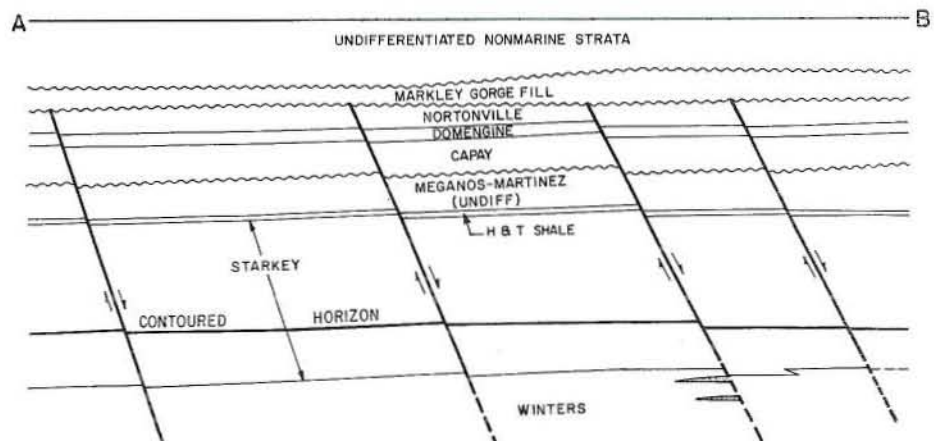 A
B
UNDIFFERENTIATED NONMARINE STRATA
MARKLEY GORGE FILL
NORTONVILLE
DOMENGINE
CAPAY
MEGANOS-MARTINEZ
(UNDIFF)
H & T SHALE
STARKEY
CONTOURED HORIZON
WINTERS